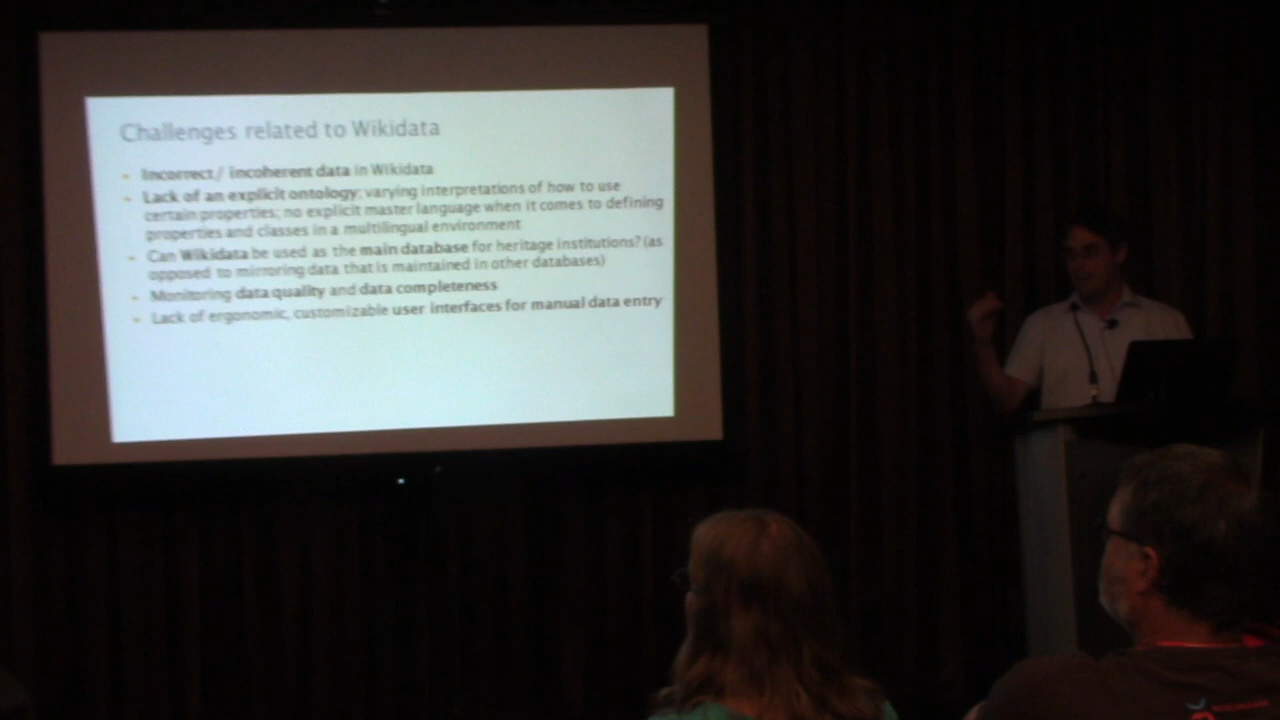 Challenges related to Wikidata
Incorrect / incoherent data in Wikidata
Lack of an explicit ontology: varying interpretations of how to use
certain properties; no explicit master language when it comes to defining
properties and classes in a multilingual environment
Can Wikidata be used as the main database for heritage institutions? (as
opposed to mirroring data that is maintained in other databases)
Monitoring data quality and data completeness
Lack of ergonomic, customizable user interfaces for manual data entry